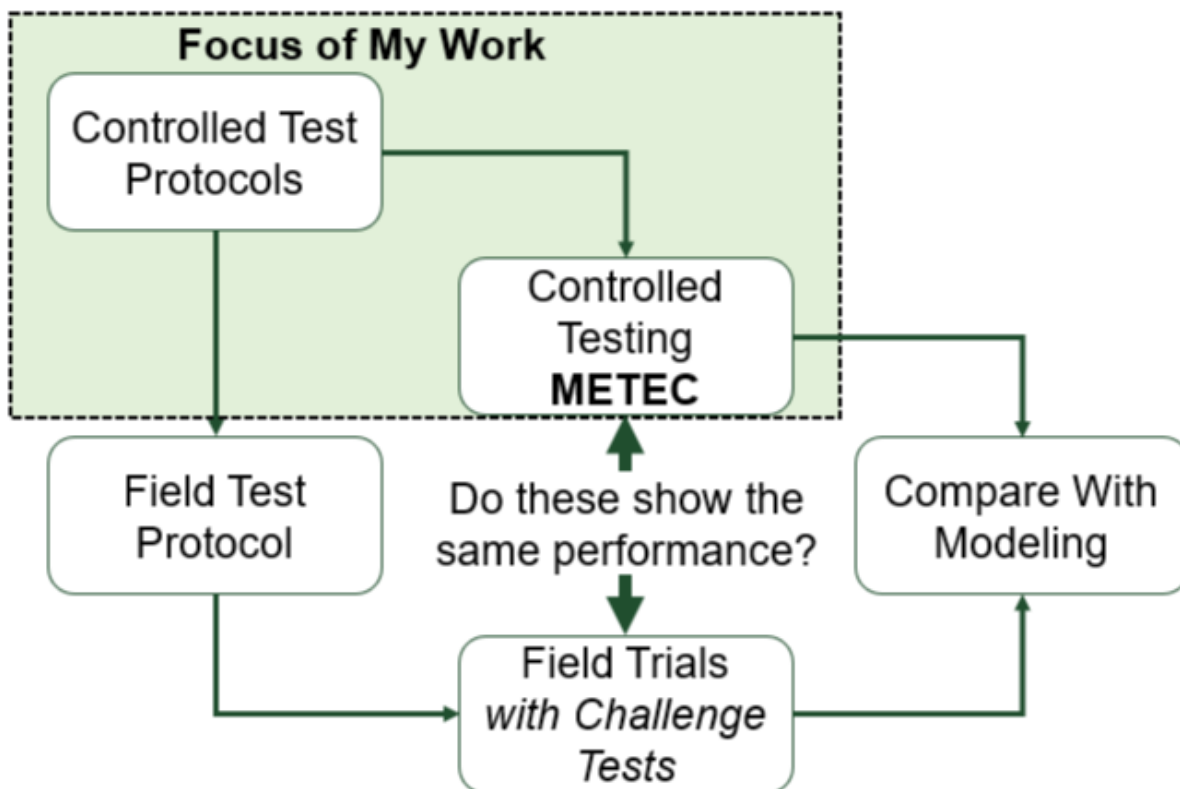 Focus of My Work
Controlled Test
Protocols
Controlled
Testing
METEC
Field Test
Protocol
Do these show the
same performance?
Compare With
Modeling
Field Trials
with Challenge
Tests